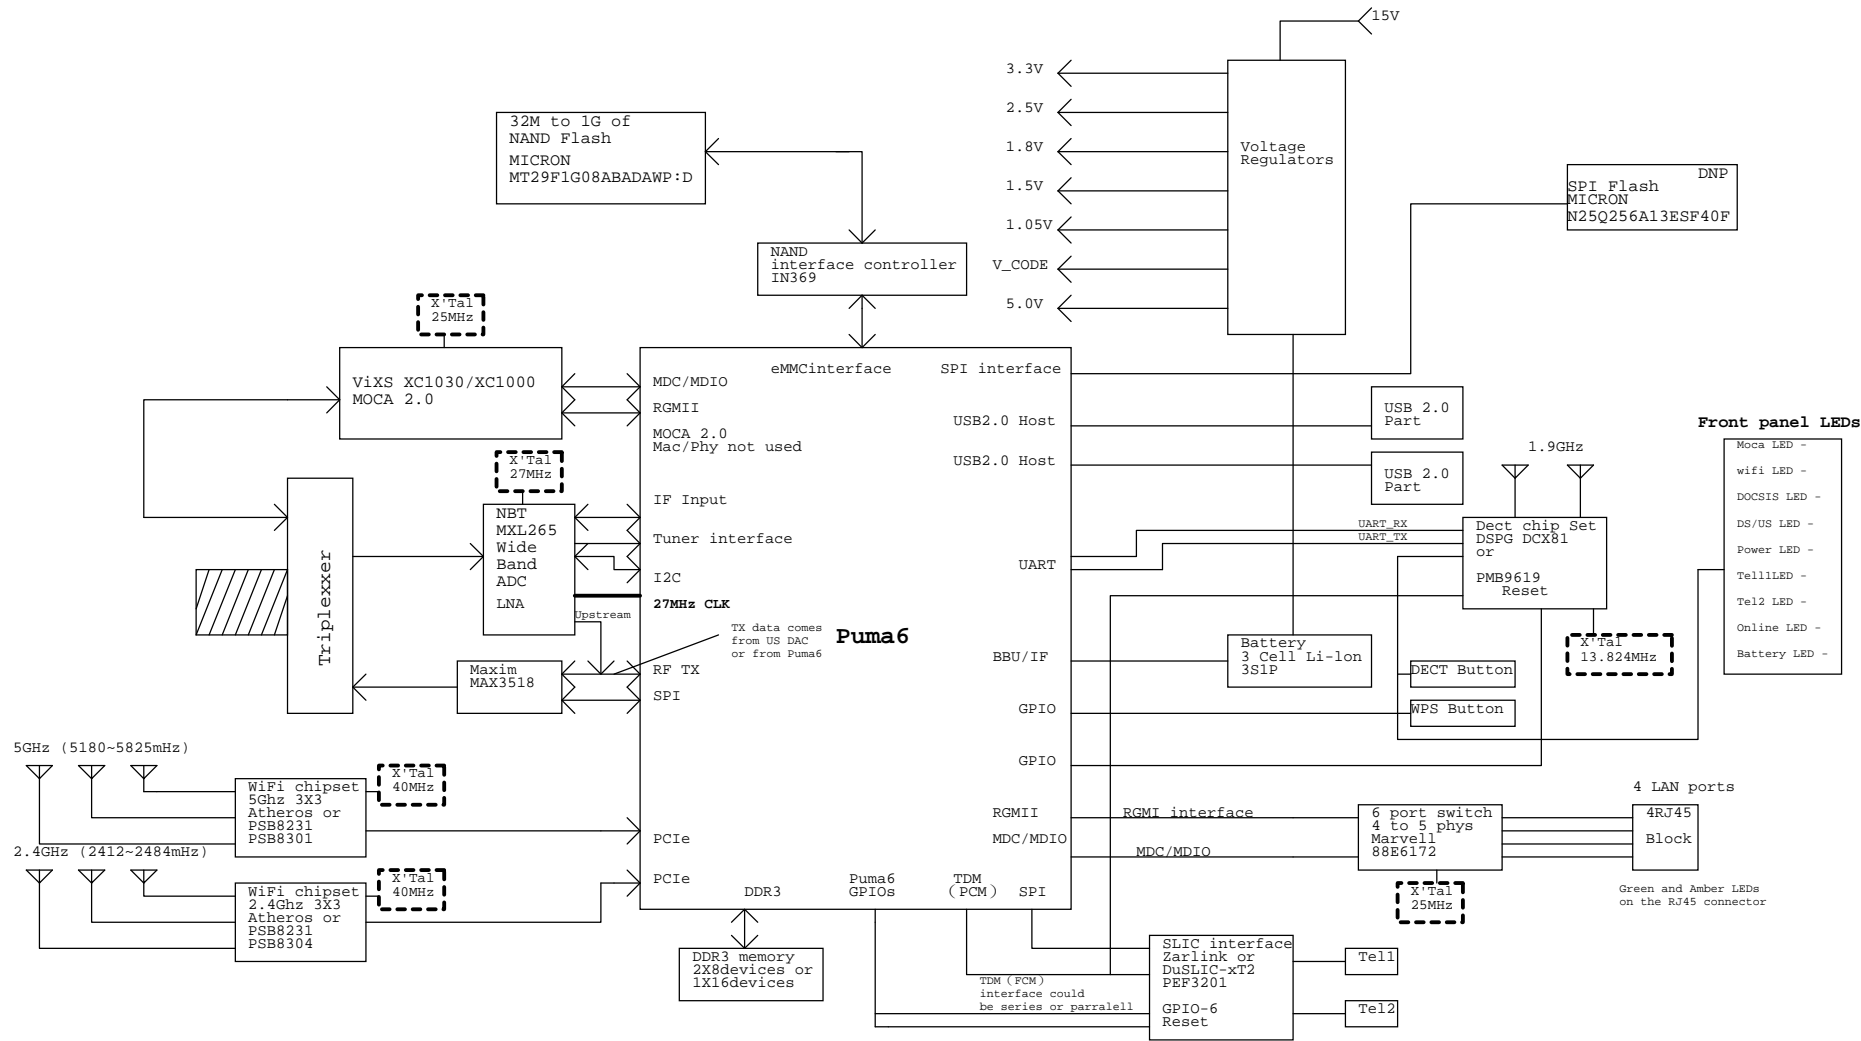 15V
3.3V
2.5V
1.8V
1.5V
1.05V
V_CODE
5.0V
Voltage
Regulators
32M to 1G of
NAND Flash
MICRON
MT29F1G08ABADAWP:D
DNP
SPI Flash
MICRON
N25Q256A13ESF40F
NAND
interface controller
IN369
X'Tal
25MHz
ViXS XC1030/XC1000
MOCA 2.0
X'Tal
27MHz
NBT
MXL265
Wide
Band
ADC
LNA
Triplexxer
Upstream
Maxim
MAX3518
TX data comes
from US DAC
or from Puma6
Puma6
eMMCinterface
SPI interface
MDC/MDIO
RGMII
MOCA 2.0
Mac/Phy not used
IF Input
Tuner interface
I2C
27MHz CLK
RF TX
SPI
PCIe
PCIe
DDR3
Puma6
GPIOs
TDM
(PCM)
SPI
USB2.0 Host
USB2.0 Host
UART
BBU/IF
GPIO
GPIO
RGMII
MDC/MDIO
USB 2.0
Part
USB 2.0
Part
1.9GHz
UART_RX
UART_TX
Dect chip Set
DSPG DCX81
or
PMB9619
Reset
X'Tal
13.824MHz
Battery
3 Cell Li-lon
3S1P
DECT Button
WPS Button
Front panel LEDs
Moca LED -
wifi LED -
DOCSIS LED -
DS/US LED -
Power LED -
Tell1LED -
Tel2 LED -
Online LED -
Battery LED -
5GHz (5180~5825mHz)
X'Tal
40MHz
WiFi chipset
5Ghz 3X3
Atheros or
PSB8231
PSB8301
2.4GHz (2412~2484mHz)
X'Tal
40MHz
WiFi chipset
2.4Ghz 3X3
Atheros or
PSB8231
PSB8304
DDR3 memory
2X8devices or
1X16devices
RGMI interface
MDC/MDIO
6 port switch
4 to 5 phys
Marvell
88E6172
X'Tal
25MHz
4 LAN ports
4RJ45
Block
Green and Amber LEDs
on the RJ45 connector
TDM(FCM)
interface could
be series or parralell
SLIC interface
Zarlink or
DuSLIC-xT2
PEF3201
GPIO-6
Reset
Tel1
Tel2